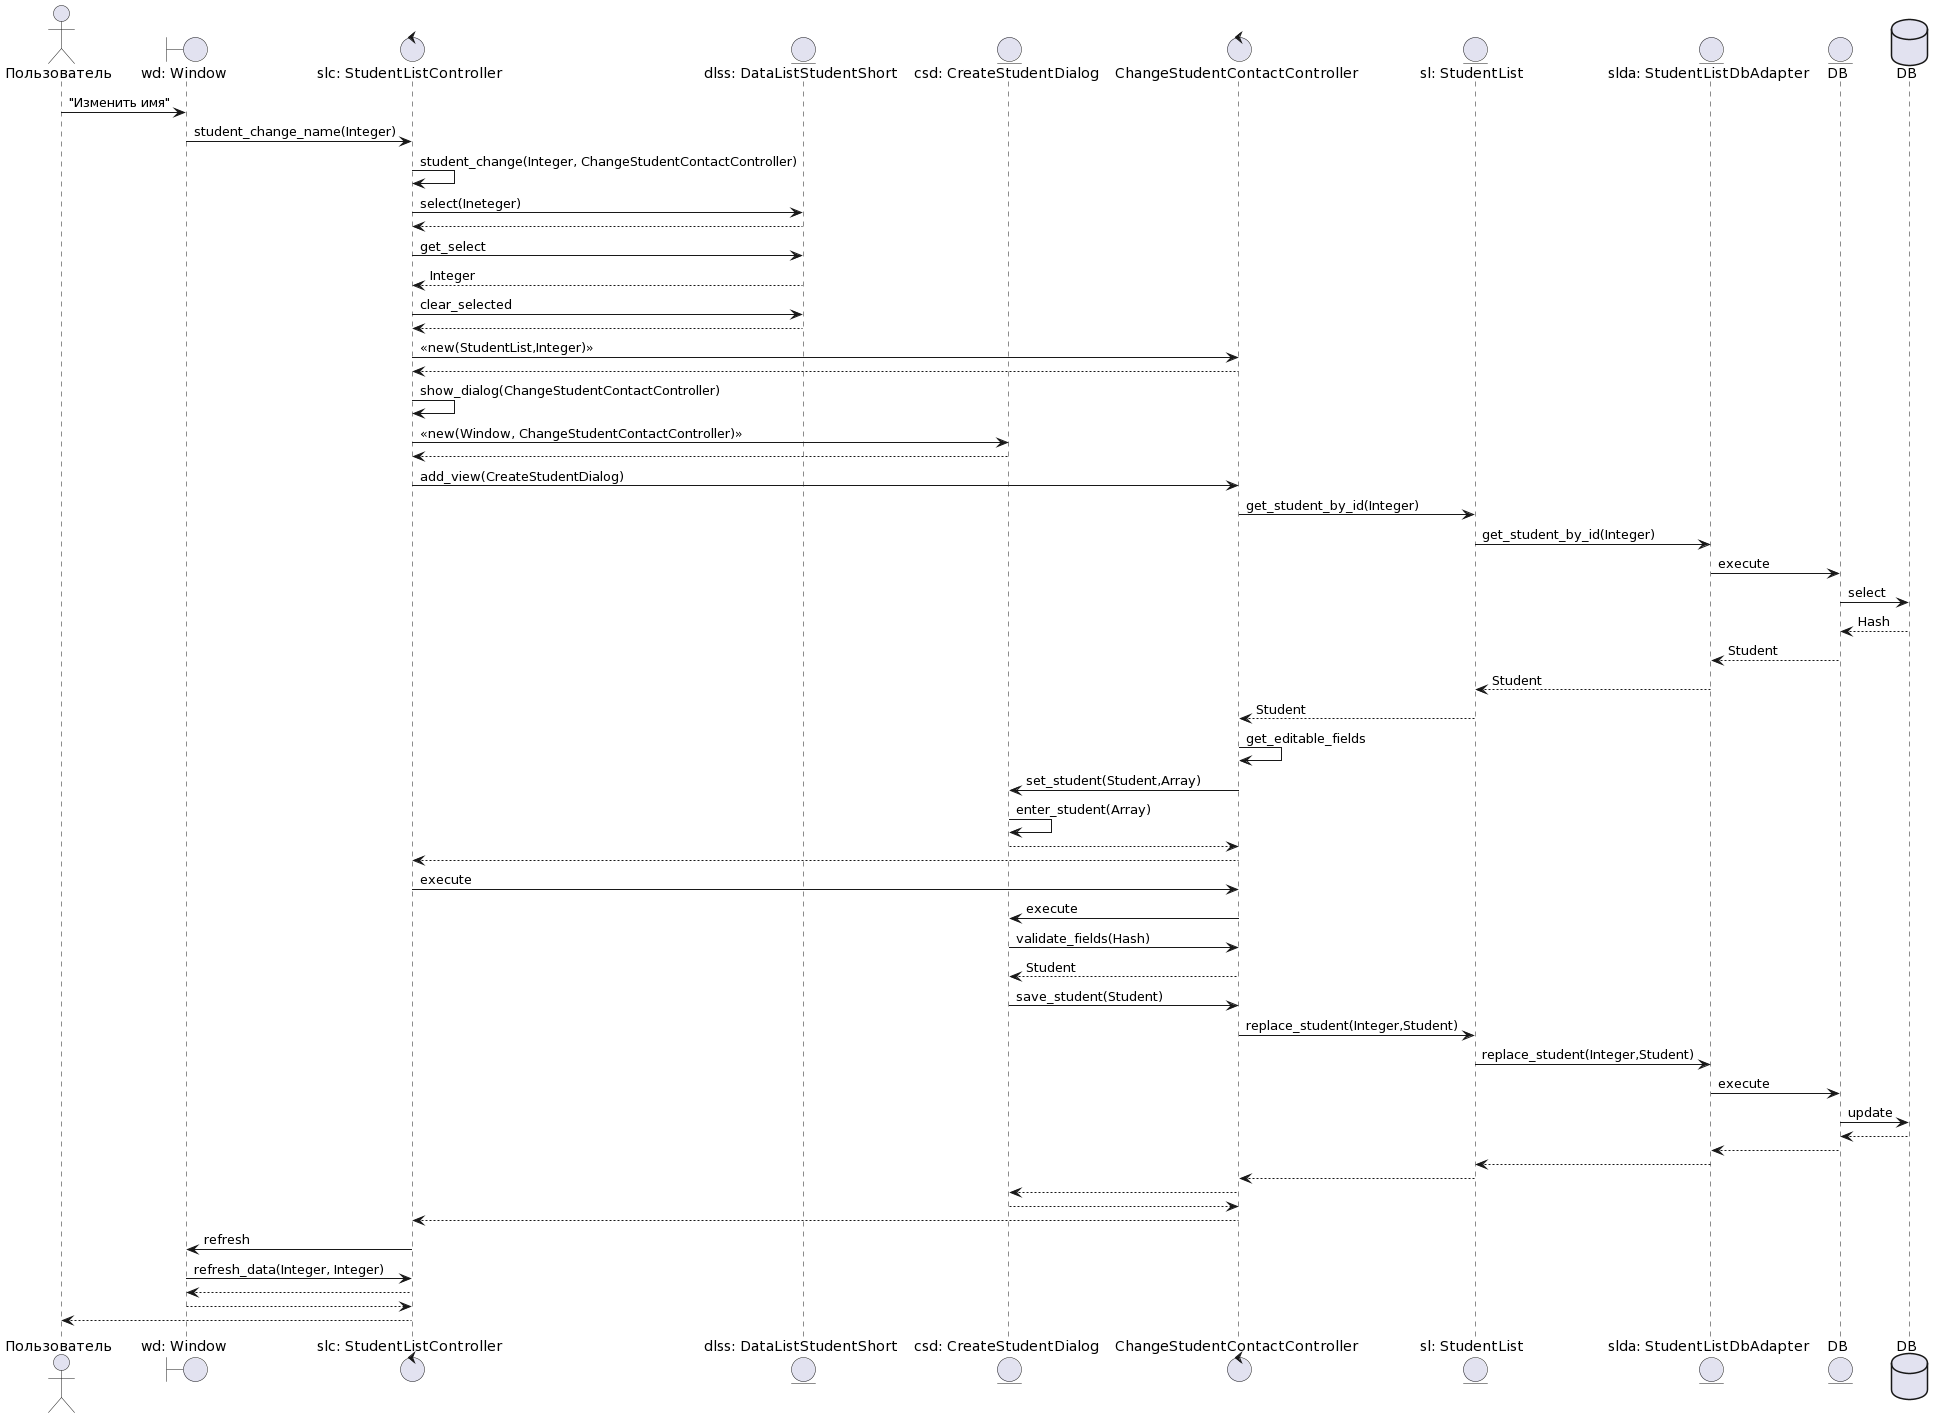 Пользователь
wd: Window
slc: StudentListController
dlss: DataListStudentShort
csd: CreateStudentDialog
ChangeStudentContactController
sl: StudentList
slda: StudentListDbAdapter
DB
DB
"Изменить имя"
student_change_name(Integer)
student_change(Integer, ChangeStudentContactController)
select(Ineteger)
get_select
Integer
clear_selected
«new(StudentList,Integer)»
show_dialog(ChangeStudentContactController)
«new(Window, ChangeStudentContactController)»
add_view(CreateStudentDialog)
get_student_by_id(Integer)
get_student_by_id(Integer)
execute
select
Hash
Student
Student
Student
get_editable_fields
set_student(Student,Array)
enter_student(Array)
execute
execute
validate_fields(Hash)
Student
save_student(Student)
replace_student(Integer,Student)
replace_student(Integer,Student)
execute
update
refresh
refresh_data(Integer, Integer)
Пользователь
wd: Window
slc: StudentListController
dlss: DataListStudentShort
csd: CreateStudentDialog
ChangeStudentContactController
sl: StudentList
slda: StudentListDbAdapter
DB
DB